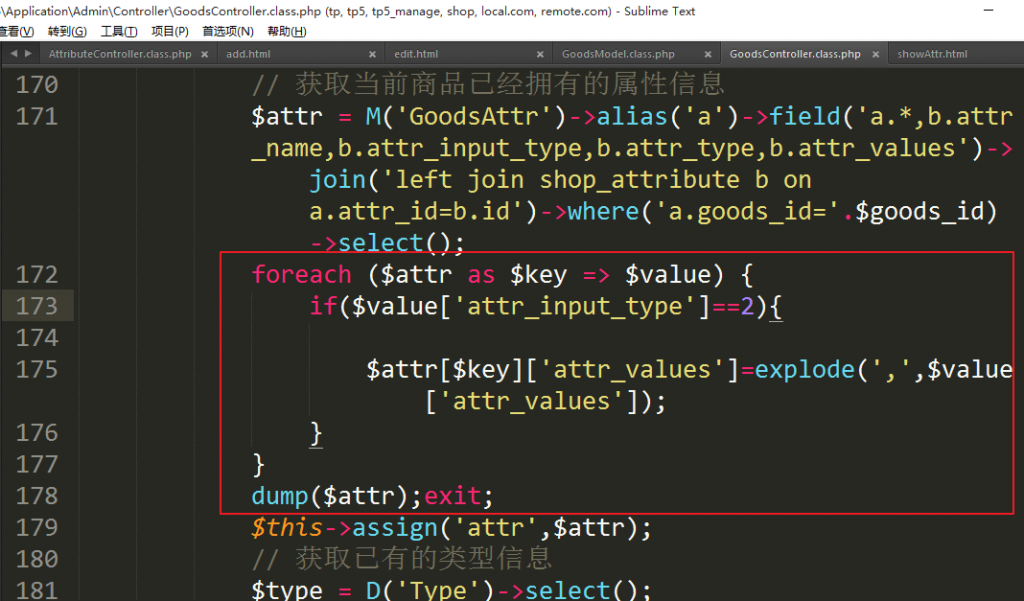 \Application\Admin\Controller\GoodsController.class.php (tp, tp5, tp5_manage, shop, local.com, remote.com) - Sublime Text
查看(V) 转到(G) 工具(T) 项目(P) 首选项(N) 帮助(H)
AttributeController.class.php × add.html × edit.html × GoodsModel.class.php × GoodsController.class.php × showAttr.html
170 // 获取当前商品已经拥有的属性信息
171 $attr = M('GoodsAttr')->alias('a')->field('a.*,b.attr
_name,b.attr_input_type,b.attr_type,b.attr_values')->
join('left join shop_attribute b on
a.attr_id=b.id')->where('a.goods_id='.$goods_id)
->select();
172 foreach ($attr as $key => $value) {
173 if($value['attr_input_type']==2){
174
175 $attr[$key]['attr_values']=explode(',',$value
['attr_values']);
176 }
177 }
178 dump($attr);exit;
179 $this->assign('attr',$attr);
180 // 获取已有的类型信息
181 $type = D('Type')->select();